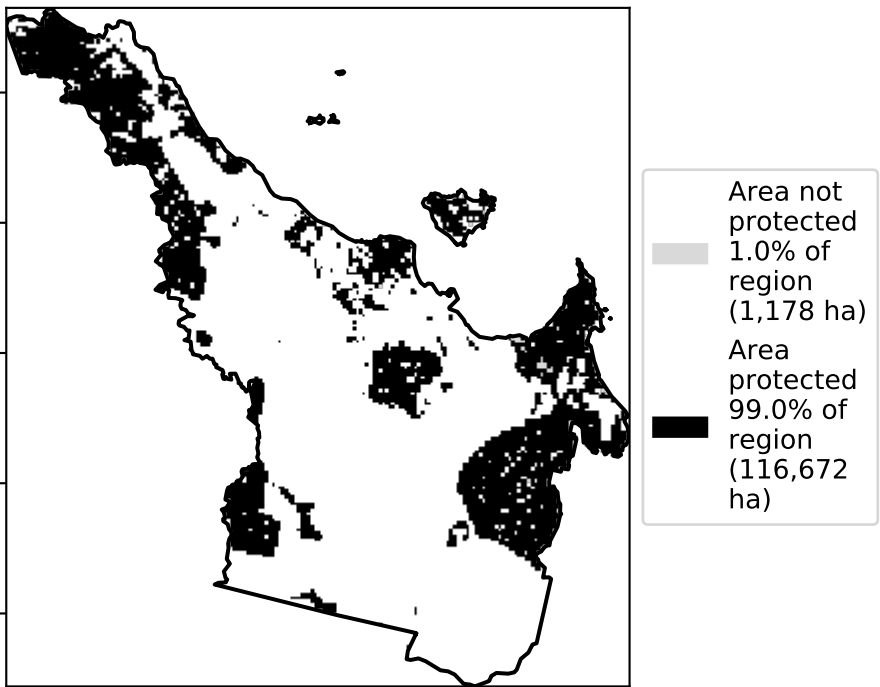 Area not
protected
1.0% of
region
(1,178 ha)
Area
protected
99.0% of
region
(116,672
ha)